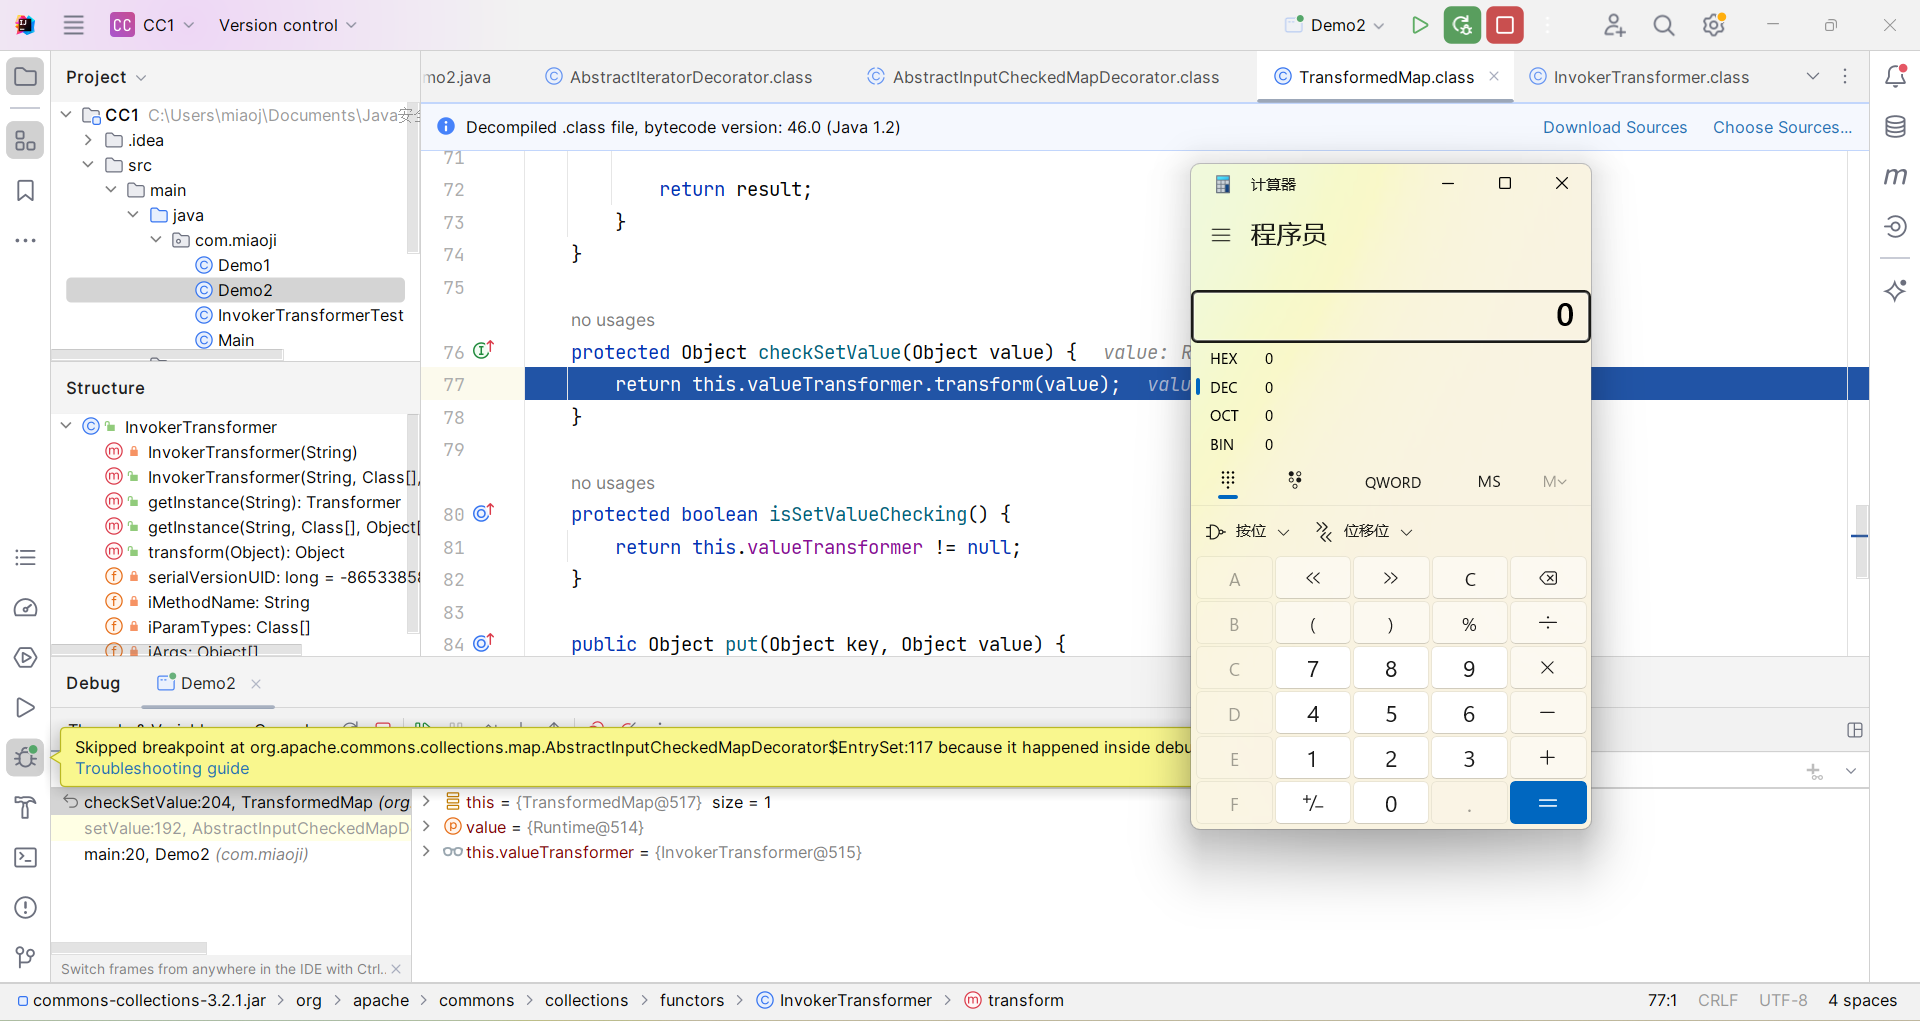 CC CC1 Version control Demo2
Project
CC1 C:\Users\miaoj\Documents\Java安全
.idea
src
main
java
com.miaoji
Demo1
Demo2
InvokerTransformerTest
Main
Structure
InvokerTransformer
InvokerTransformer(String)
InvokerTransformer(String, Class[],
getInstance(String): Transformer
getInstance(String, Class[], Object[
transform(Object): Object
serialVersionUID: long = -86533858
iMethodName: String
iParamTypes: Class[]
iArgs: Object[]
mo2.java AbstractIteratorDecorator.class AbstractInputCheckedMapDecorator.class TransformedMap.class InvokerTransformer.class
Decompiled .class file, bytecode version: 46.0 (Java 1.2) Download Sources Choose Sources...
71
72 return result;
73 }
74 }
75
no usages
76 protected Object checkSetValue(Object value) { value: R
77 return this.valueTransformer.transform(value); valu
78 }
79
no usages
80 protected boolean isSetValueChecking() {
81 return this.valueTransformer != null;
82 }
83
84 public Object put(Object key, Object value) {
计算器
程序员
0
HEX 0
DEC 0
OCT 0
BIN 0
QWORD MS M
按位 位移位
A « » C
B ( ) % ÷
C 7 8 9 ×
D 4 5 6 −
E 1 2 3 +
F +/− 0 . =
Debug Demo2
Skipped breakpoint at org.apache.commons.collections.map.AbstractInputCheckedMapDecorator$EntrySet:117 because it happened inside debu
Troubleshooting guide
checkSetValue:204, TransformedMap (org
setValue:192, AbstractInputCheckedMapD
main:20, Demo2 (com.miaoji)
this = {TransformedMap@517} size = 1
value = {Runtime@514}
this.valueTransformer = {InvokerTransformer@515}
Switch frames from anywhere in the IDE with Ctrl..
commons-collections-3.2.1.jar org apache commons collections functors InvokerTransformer transform 77:1 CRLF UTF-8 4 spaces